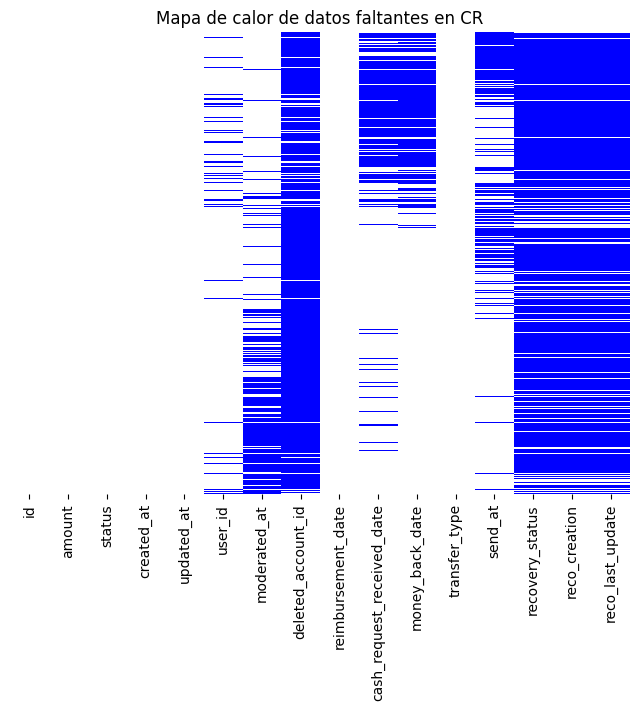 Mapa de calor de datos faltantes en CR
id
amount
status
created_at
updated_at
user_id
moderated_at
deleted_account_id
reimbursement_date
cash_request_received_date
money_back_date
transfer_type
send_at
recovery_status
reco_creation
reco_last_update